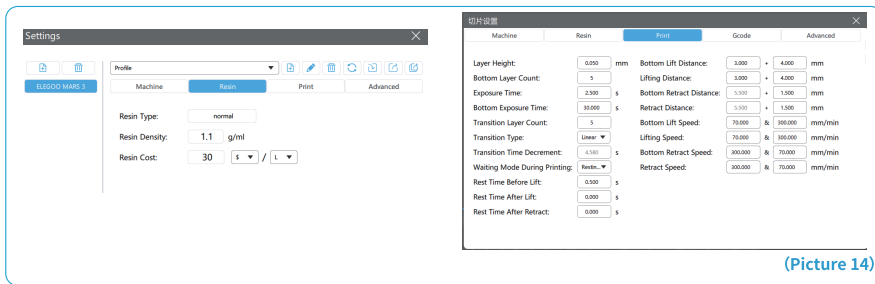 Settings
Profile
ELEGOO MARS 3
Machine Resin Print Advanced
Resin Type: normal
Resin Density: 1.1 g/ml
Resin Cost: 30 $ / L
切片设置
Machine Resin Print Gcode Advanced
Layer Height: 0.050 mm Bottom Lift Distance: 3.000 + 4.000 mm
Bottom Layer Count: 5 Lifting Distance: 3.000 + 4.000 mm
Exposure Time: 2.500 s Bottom Retract Distance: 5.500 + 1.500 mm
Bottom Exposure Time: 30.000 s Retract Distance: 5.500 + 1.500 mm
Transition Layer Count: 5 Bottom Lift Speed: 70.000 & 300.000 mm/min
Transition Type: Linear Lifting Speed: 70.000 & 300.000 mm/min
Transition Time Decrement: 4.580 s Bottom Retract Speed: 300.000 & 70.000 mm/min
Waiting Mode During Printing: Restin... Retract Speed: 300.000 & 70.000 mm/min
Rest Time Before Lift: 0.500 s
Rest Time After Lift: 0.000 s
Rest Time After Retract: 0.000 s
(Picture 14)